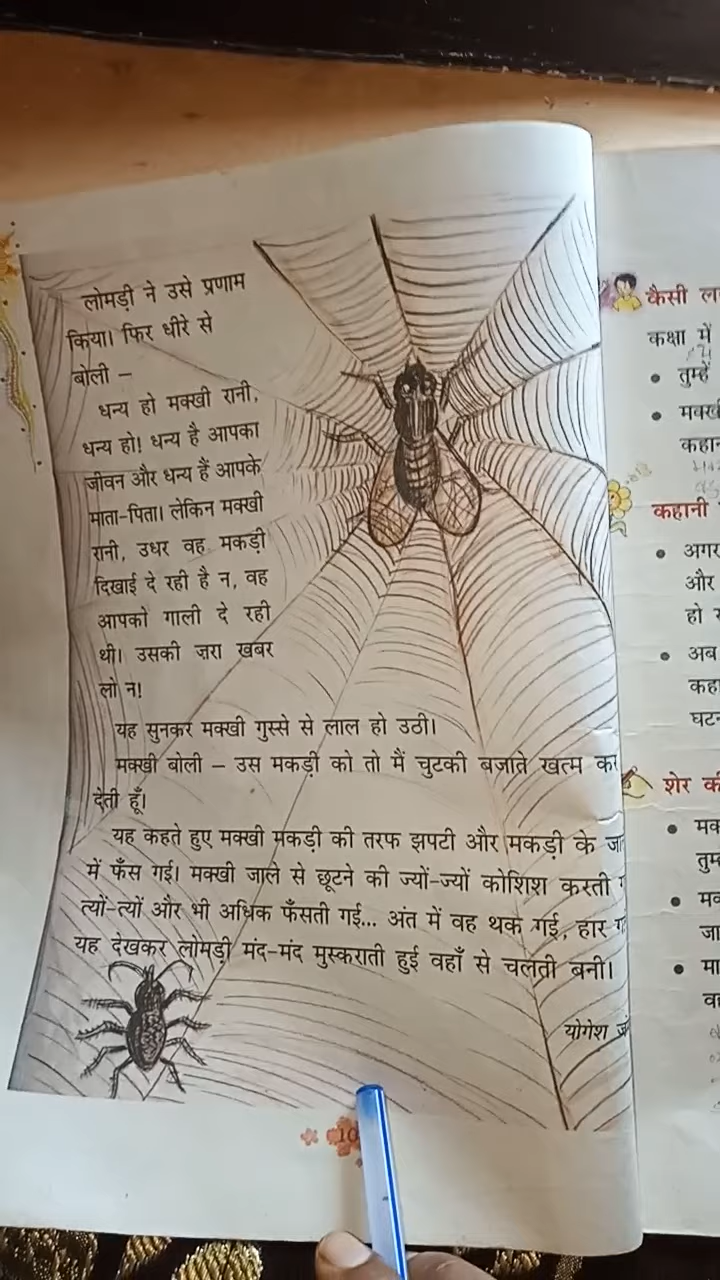 लोमड़ी ने उसे प्रणाम
किया। फिर धीरे से
बोली –
धन्य हो मक्खी रानी,
धन्य हो! धन्य है आपका
जीवन और धन्य हैं आपके
माता-पिता। लेकिन मक्खी
रानी, उधर वह मकड़ी
दिखाई दे रही है न, वह
आपको गाली दे रही
थी। उसकी ज़रा खबर
लो न!
यह सुनकर मक्खी गुस्से से लाल हो उठी।
मक्खी बोली – उस मकड़ी को तो मैं चुटकी बजाते खत्म कर
देती हूँ।
यह कहते हुए मक्खी मकड़ी की तरफ झपटी और मकड़ी के
में फँस गई। मक्खी जाले से छूटने की ज्यों-ज्यों कोशिश करती
त्यों-त्यों और भी अधिक फँसती गई... अंत में वह थक गई, हार
यह देखकर लोमड़ी मंद-मंद मुस्कराती हुई वहाँ से चलती बनी।
योगेश
10
कैसी
कक्षा में
• तुम्हें
•
कहानी
• अगर
और
हो
• अब
शेर की
•
•
• मा